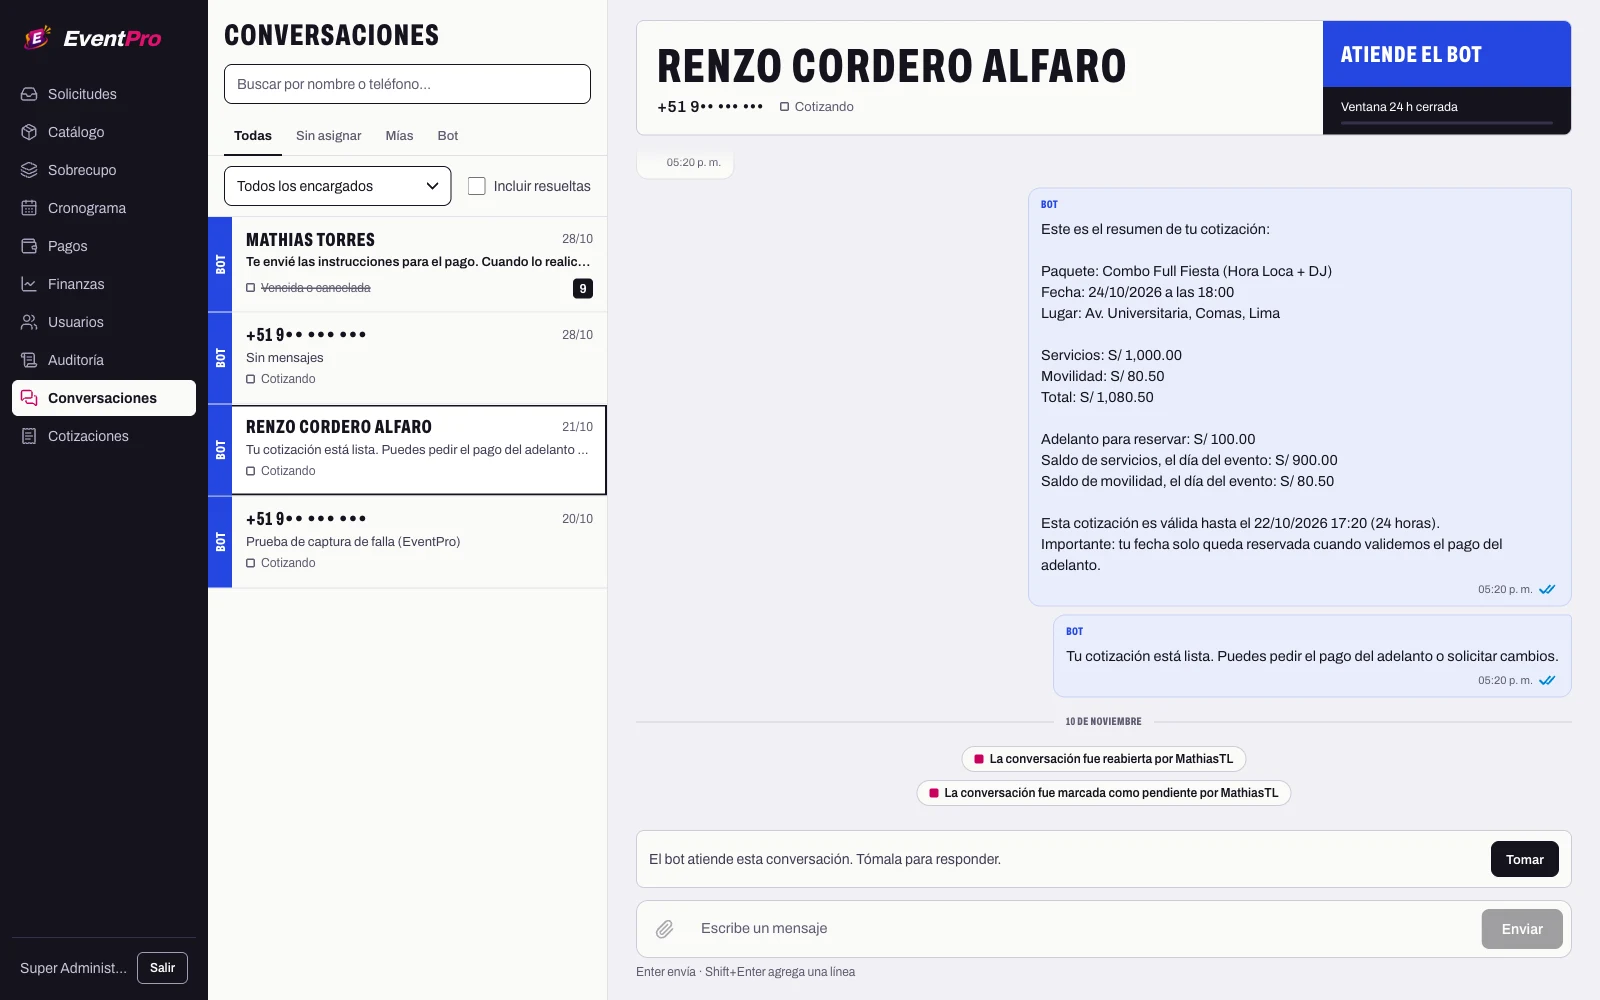 EventPro
Solicitudes
Catálogo
Sobrecupo
Cronograma
Pagos
Finanzas
Usuarios
Auditoría
Conversaciones
Cotizaciones
Super Administ...
Salir
CONVERSACIONES
Buscar por nombre o teléfono...
Todas
Sin asignar
Mías
Bot
Todos los encargados
Incluir resueltas
BOT
MATHIAS TORRES
28/10
Te envié las instrucciones para el pago. Cuando lo realic...
Vencida o cancelada
9
BOT
+51 9•• ••• •••
28/10
Sin mensajes
Cotizando
BOT
RENZO CORDERO ALFARO
21/10
Tu cotización está lista. Puedes pedir el pago del adelanto ...
Cotizando
BOT
+51 9•• ••• •••
20/10
Prueba de captura de falla (EventPro)
Cotizando
RENZO CORDERO ALFARO
+51 9•• ••• •••
Cotizando
ATIENDE EL BOT
Ventana 24 h cerrada
05:20 p. m.
BOT
Este es el resumen de tu cotización:
Paquete: Combo Full Fiesta (Hora Loca + DJ)
Fecha: 24/10/2026 a las 18:00
Lugar: Av. Universitaria, Comas, Lima
Servicios: S/ 1,000.00
Movilidad: S/ 80.50
Total: S/ 1,080.50
Adelanto para reservar: S/ 100.00
Saldo de servicios, el día del evento: S/ 900.00
Saldo de movilidad, el día del evento: S/ 80.50
Esta cotización es válida hasta el 22/10/2026 17:20 (24 horas).
Importante: tu fecha solo queda reservada cuando validemos el pago del
adelanto.
05:20 p. m.
BOT
Tu cotización está lista. Puedes pedir el pago del adelanto o solicitar cambios.
05:20 p. m.
10 DE NOVIEMBRE
La conversación fue reabierta por MathiasTL
La conversación fue marcada como pendiente por MathiasTL
El bot atiende esta conversación. Tómala para responder.
Tomar
Escribe un mensaje
Enviar
Enter envía · Shift+Enter agrega una línea